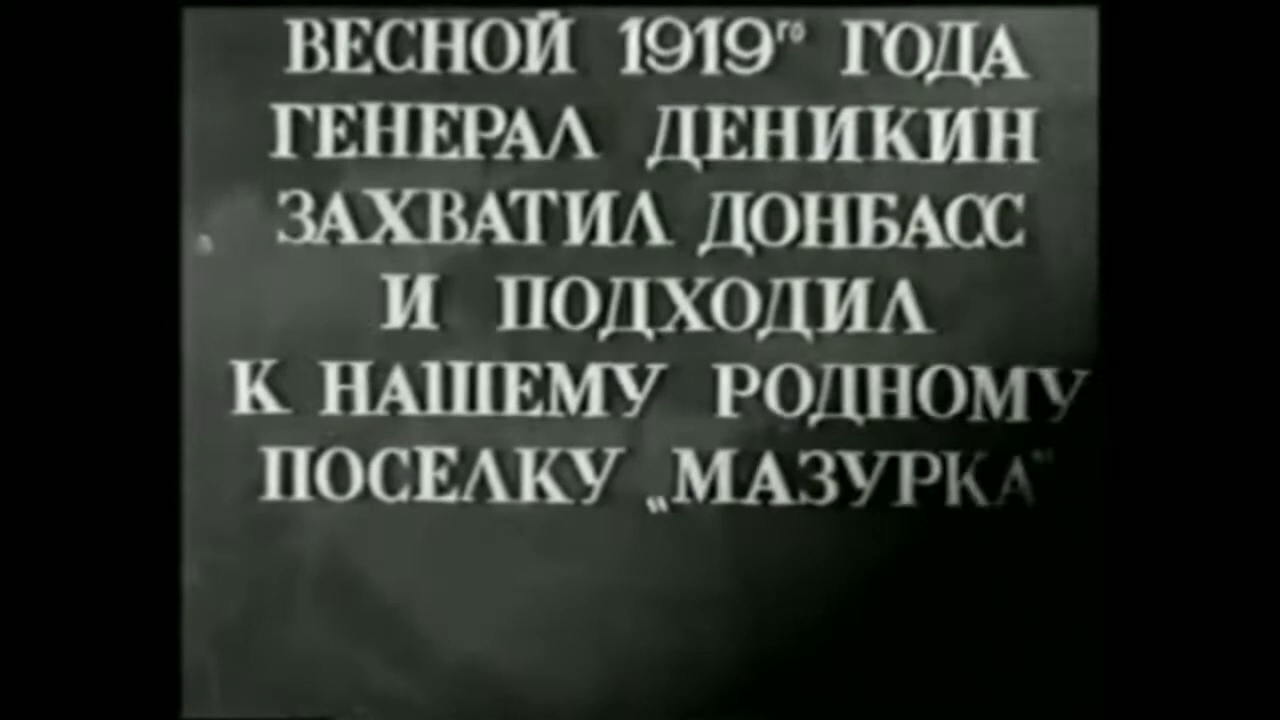 ВЕСНОЙ 1919го ГОДА
ГЕНЕРАЛ ДЕНИКИН
ЗАХВАТИЛ ДОНБАСС
И ПОДХОДИЛ
К НАШЕМУ РОДНОМУ
ПОСЕЛКУ „МАЗУРКА"